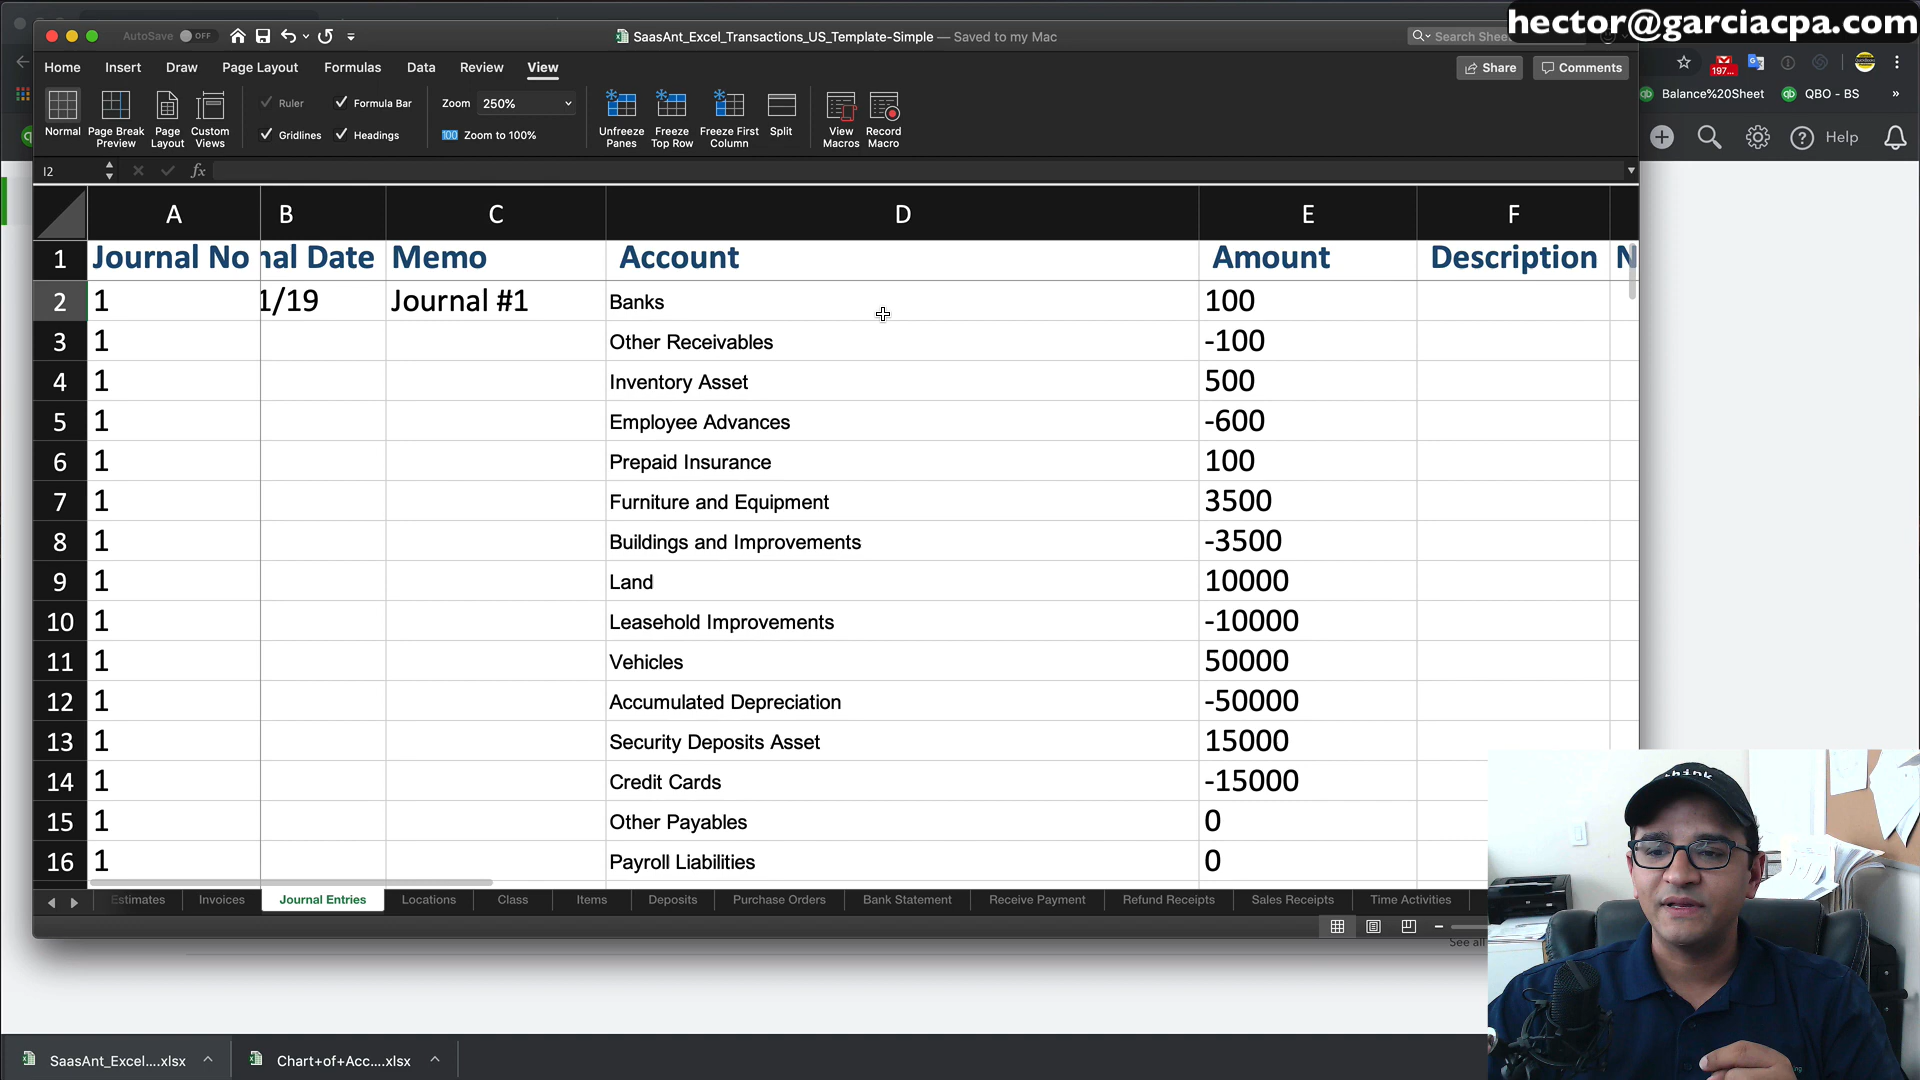 hector@garciacpa.com
AutoSave OFF
SaasAnt_Excel_Transactions_US_Template-Simple — Saved to my Mac
Search Shee
Home Insert Draw Page Layout Formulas Data Review View
Share Comments
197...
Balance%20Sheet QBO - BS »
Normal Page Break Preview Page Layout Custom Views
Ruler Formula Bar
Gridlines Headings
Zoom 250%
100 Zoom to 100%
Unfreeze Panes Freeze Top Row Freeze First Column Split
View Macros Record Macro
Help
I2 fx
A B C D E F
1 Journal No nal Date Memo Account Amount Description N
2 1 1/19 Journal #1 Banks 100
3 1 Other Receivables -100
4 1 Inventory Asset 500
5 1 Employee Advances -600
6 1 Prepaid Insurance 100
7 1 Furniture and Equipment 3500
8 1 Buildings and Improvements -3500
9 1 Land 10000
10 1 Leasehold Improvements -10000
11 1 Vehicles 50000
12 1 Accumulated Depreciation -50000
13 1 Security Deposits Asset 15000
14 1 Credit Cards -15000
15 1 Other Payables 0
16 1 Payroll Liabilities 0
think
Estimates Invoices Journal Entries Locations Class Items Deposits Purchase Orders Bank Statement Receive Payment Refund Receipts Sales Receipts Time Activities
See all
SaasAnt_Excel....xlsx Chart+of+Acc....xlsx